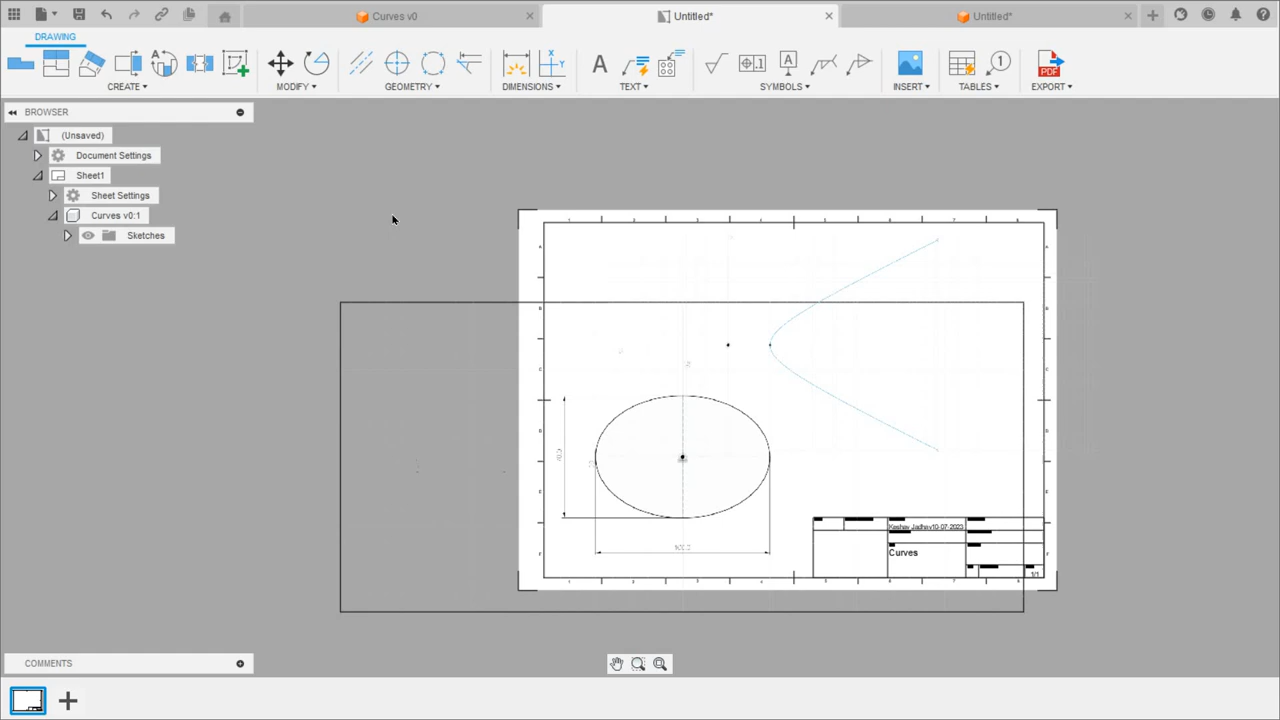 Curves v0
Untitled*
Untitled*
DRAWING
CREATE
MODIFY
GEOMETRY
DIMENSIONS
TEXT
SYMBOLS
INSERT
TABLES
EXPORT
PDF
BROWSER
(Unsaved)
Document Settings
Sheet1
Sheet Settings
Curves v0:1
Sketches
Keshav Jadhav10-07-2023
Curves
1/1
COMMENTS